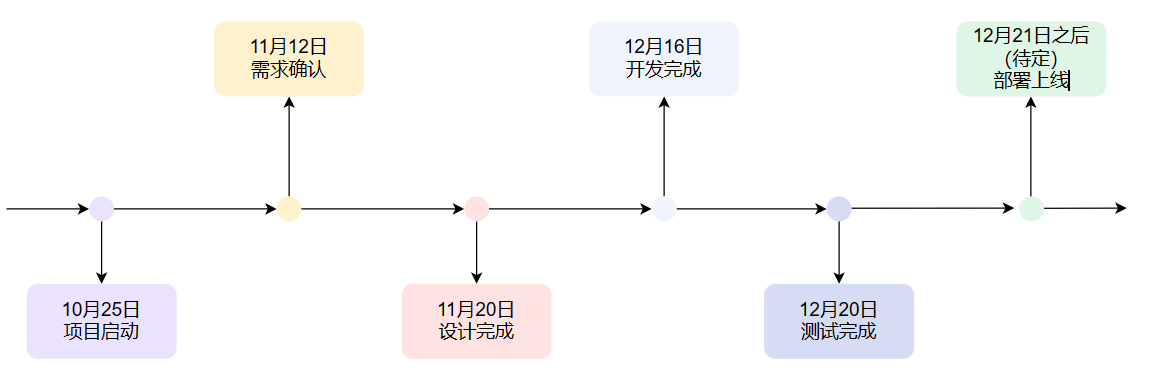 11月12日
需求确认
12月16日
开发完成
12月21日之后
(待定)
部署上线
10月25日
项目启动
11月20日
设计完成
12月20日
测试完成